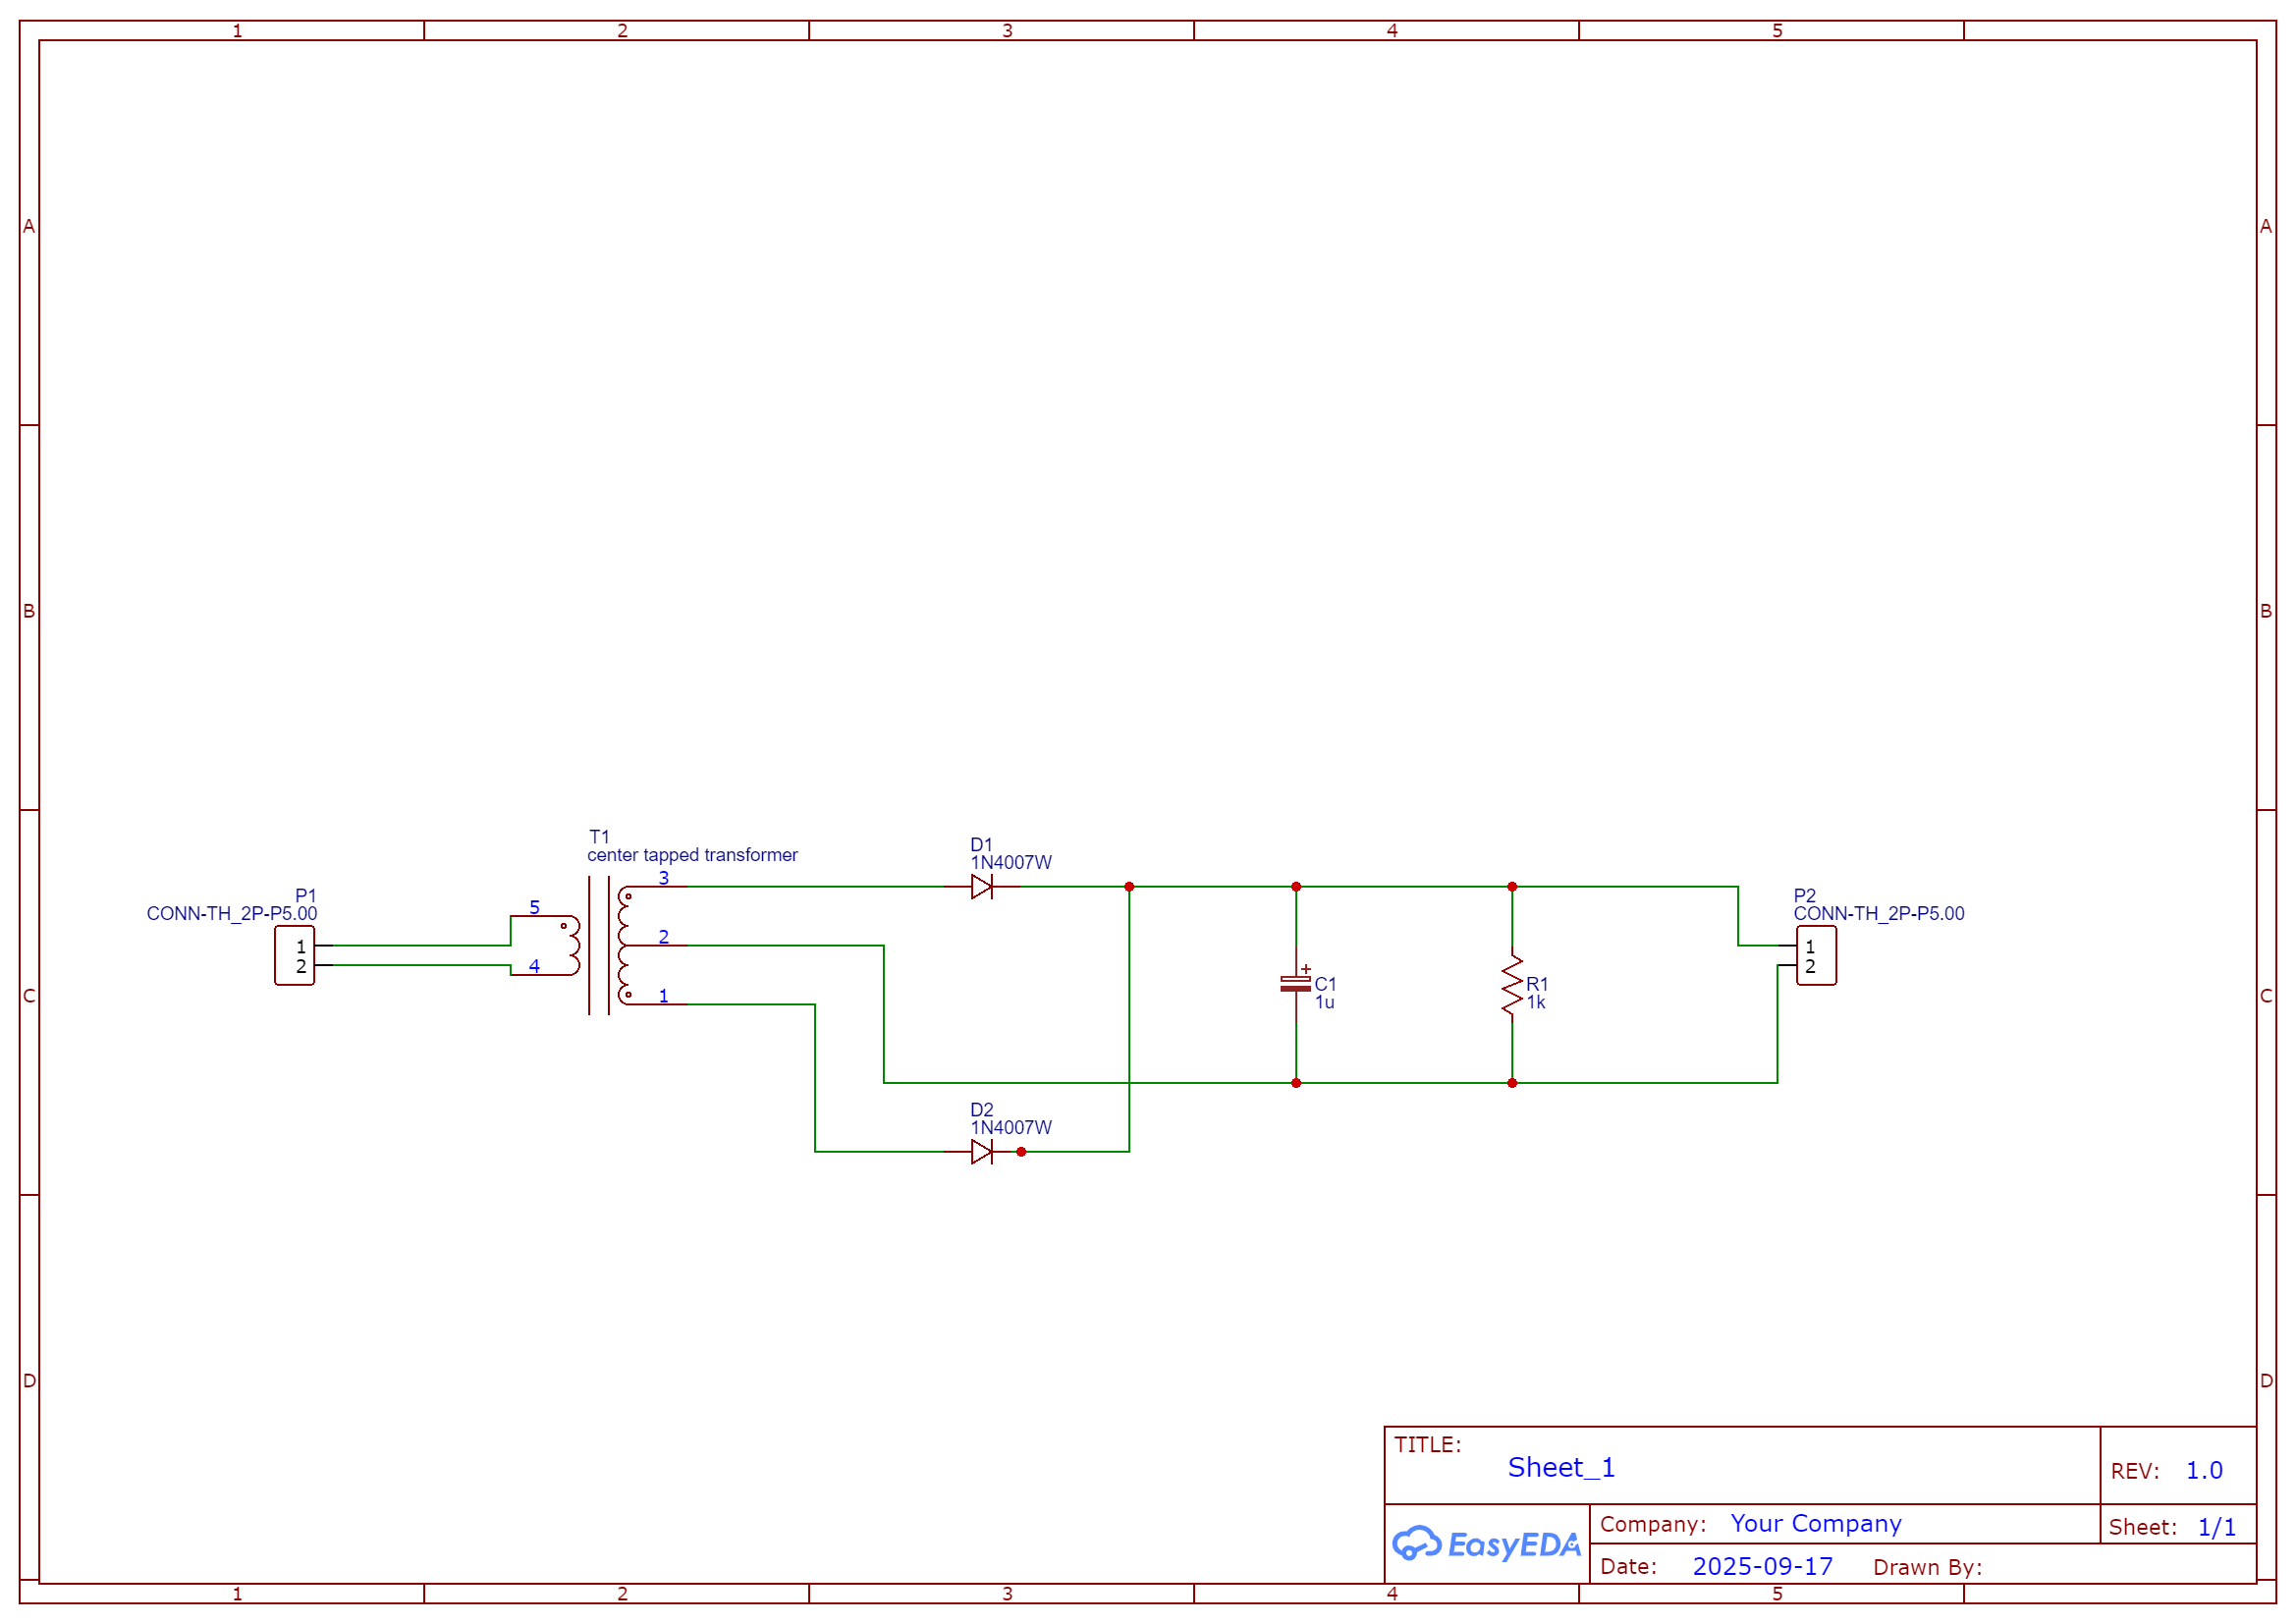 1 2 3 4 5
A A
B B
T1
center tapped transformer
D1
1N4007W
3
P1
CONN-TH_2P-P5.00
5
P2
CONN-TH_2P-P5.00
2
1
2
1
2
4
C1
1u
R1
1k
1
C C
D2
1N4007W
D D
TITLE:
Sheet_1
REV: 1.0
EasyEDA
Company: Your Company
Sheet: 1/1
Date: 2025-09-17 Drawn By:
1 2 3 4 5